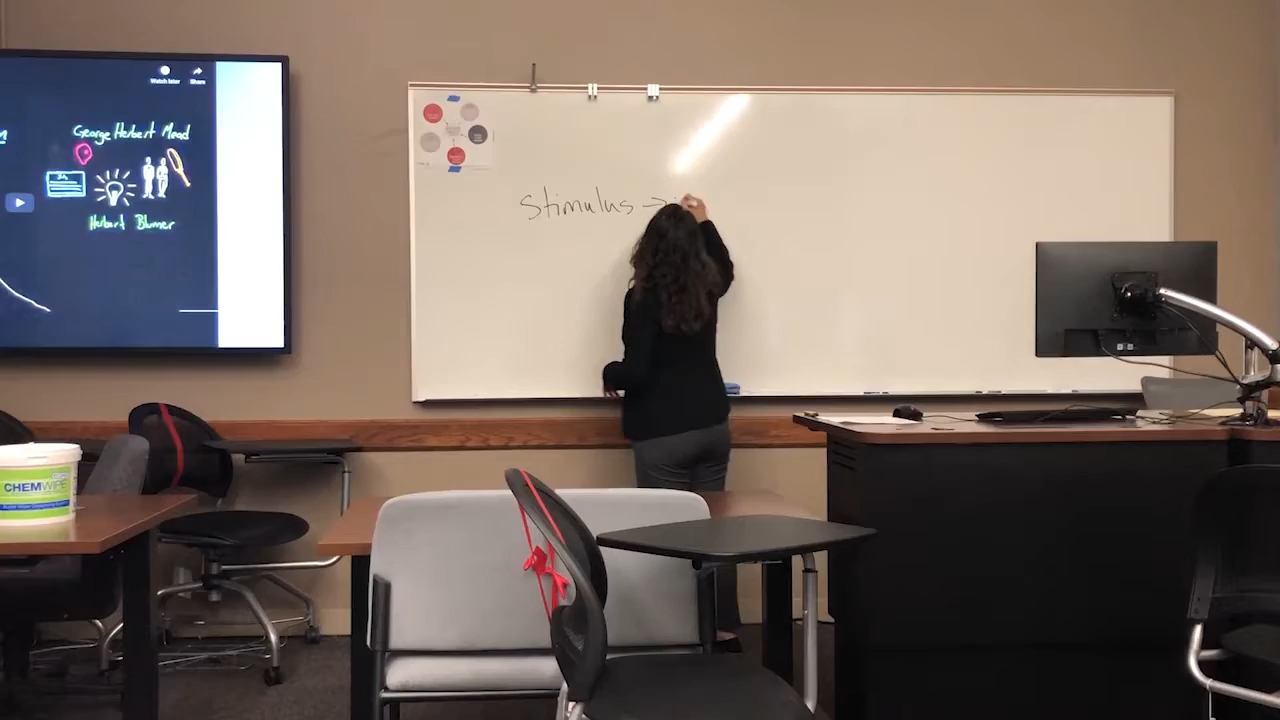 Watch later Share
George Herbert Mead
Herbert Blumer
Stimulus →
CHEMWIPE